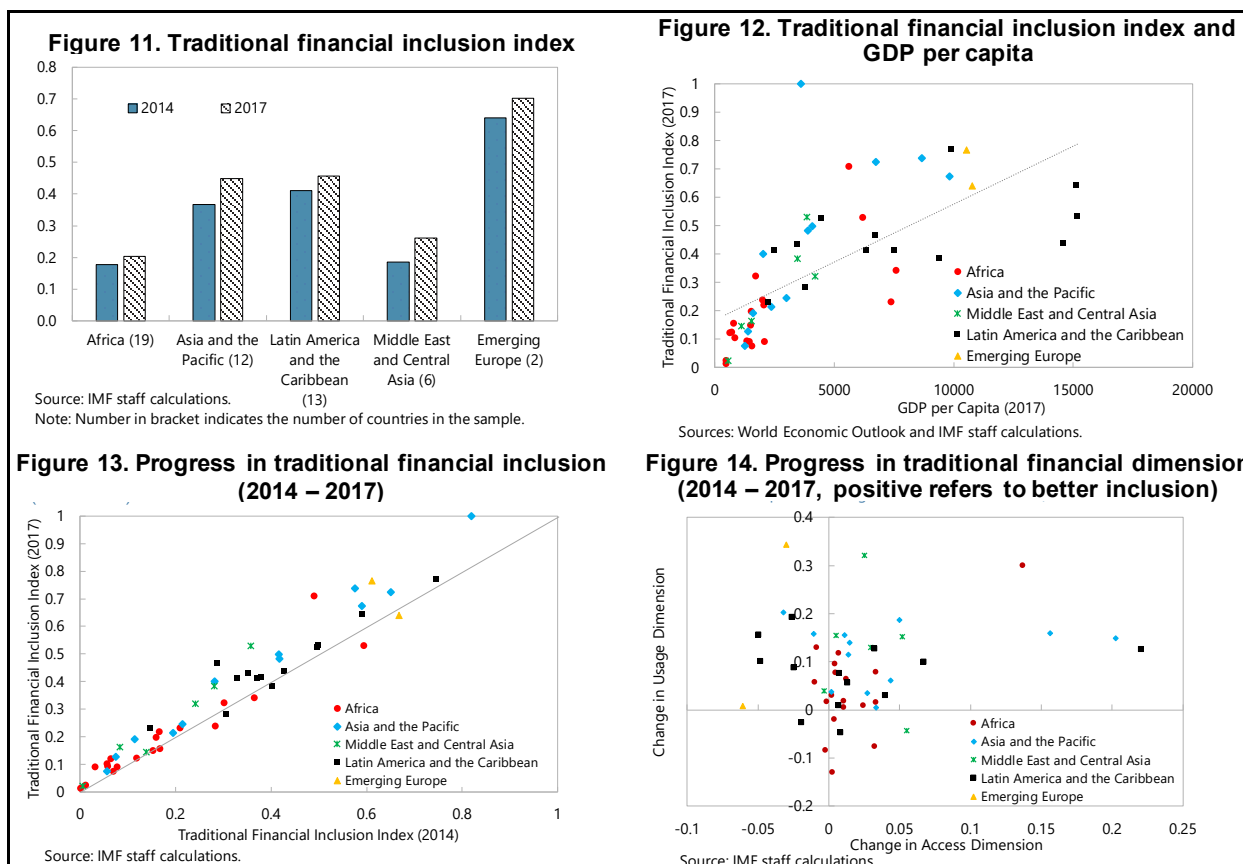 Figure 11. Traditional financial inclusion index
0.8
0.7
0.6
0.5
0.4
0.3
0.2
0.1
0.0
2014
2017
Africa (19)
Asia and the
Pacific (12)
Latin America
and the
Caribbean
(13)
Middle East
and Central
Asia (6)
Emerging
Europe (2)
Source: IMF staff calculations.
Note: Number in bracket indicates the number of countries in the sample.
Figure 12. Traditional financial inclusion index and
GDP per capita
Traditional Financial Inclusion Index (2017)
1
0.9
0.8
0.7
0.6
0.5
0.4
0.3
0.2
0.1
0
Africa
Asia and the Pacific
Middle East and Central Asia
Latin America and the Caribbean
Emerging Europe
0
5000
10000
15000
20000
GDP per Capita (2017)
Sources: World Economic Outlook and IMF staff calculations.
Figure 13. Progress in traditional financial inclusion
(2014 – 2017)
Traditional Financial Inclusion Index (2017)
1
0.9
0.8
0.7
0.6
0.5
0.4
0.3
0.2
0.1
0
Africa
Asia and the Pacific
Middle East and Central Asia
Latin America and the Caribbean
Emerging Europe
0
0.2
0.4
0.6
0.8
1
Traditional Financial Inclusion Index (2014)
Source: IMF staff calculations.
Figure 14. Progress in traditional financial dimension
(2014 – 2017, positive refers to better inclusion)
Change in Usage Dimension
0.4
0.3
0.2
0.1
0
-0.1
-0.2
Africa
Asia and the Pacific
Middle East and Central Asia
Latin America and the Caribbean
Emerging Europe
-0.1
-0.05
0
0.05
0.1
0.15
0.2
0.25
Change in Access Dimension
Source: IMF staff calculations